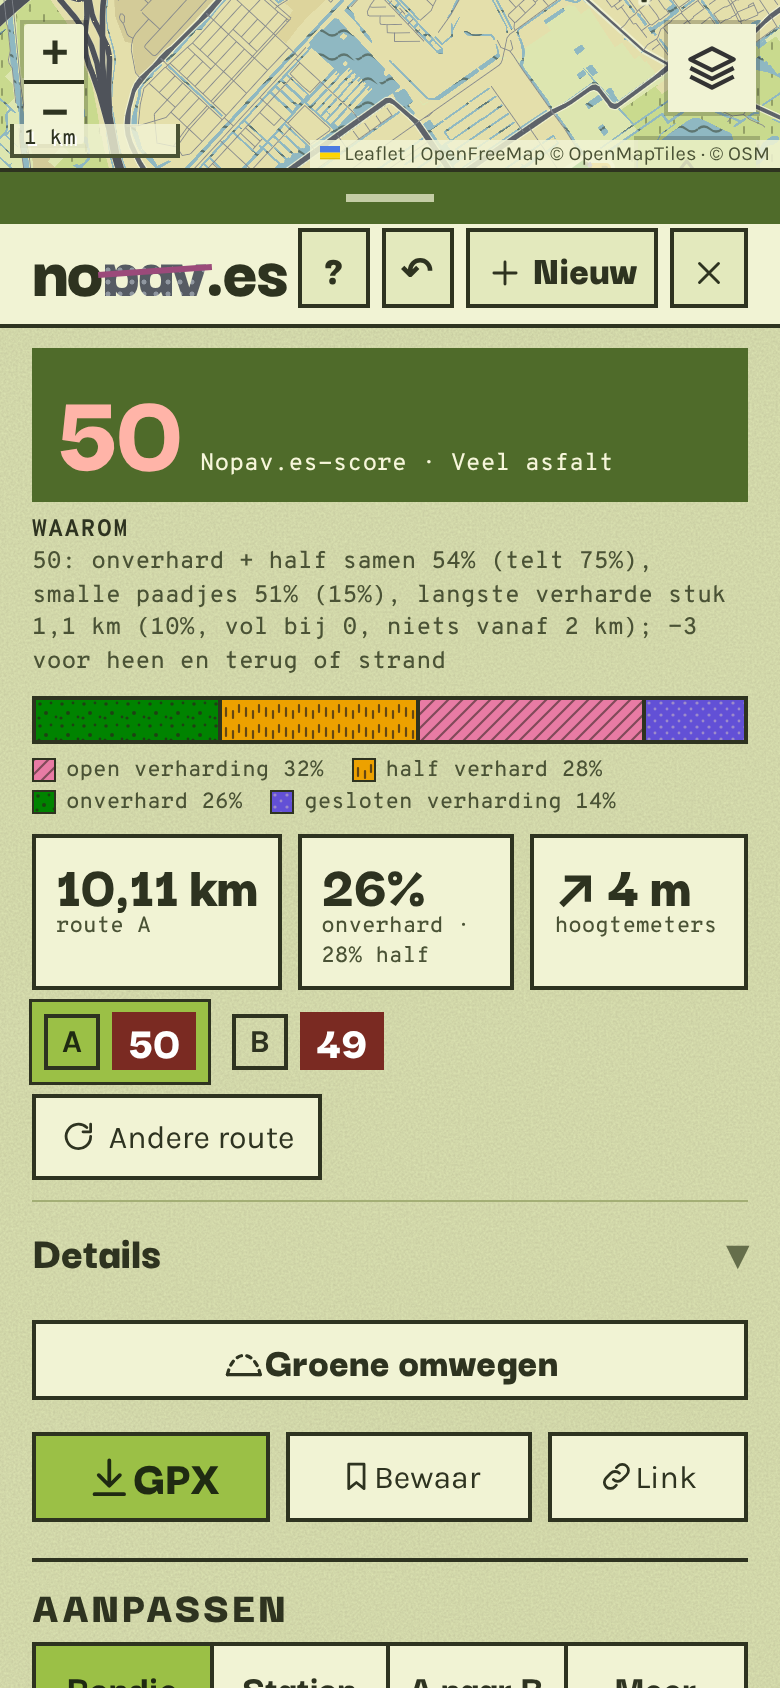 +
−
1 km
Leaflet | OpenFreeMap © OpenMapTiles · © OSM
nopav.es
?
↶
+ Nieuw
×
50 Nopav.es-score · Veel asfalt
WAAROM
50: onverhard + half samen 54% (telt 75%),
smalle paadjes 51% (15%), langste verharde stuk
1,1 km (10%, vol bij 0, niets vanaf 2 km); −3
voor heen en terug of strand
open verharding 32% half verhard 28%
onverhard 26% gesloten verharding 14%
10,11 km
route A
26%
onverhard ·
28% half
↗ 4 m
hoogtemeters
A 50 B 49
Andere route
Details ▼
Groene omwegen
GPX Bewaar Link
AANPASSEN
Rondje Station A naar B Meer